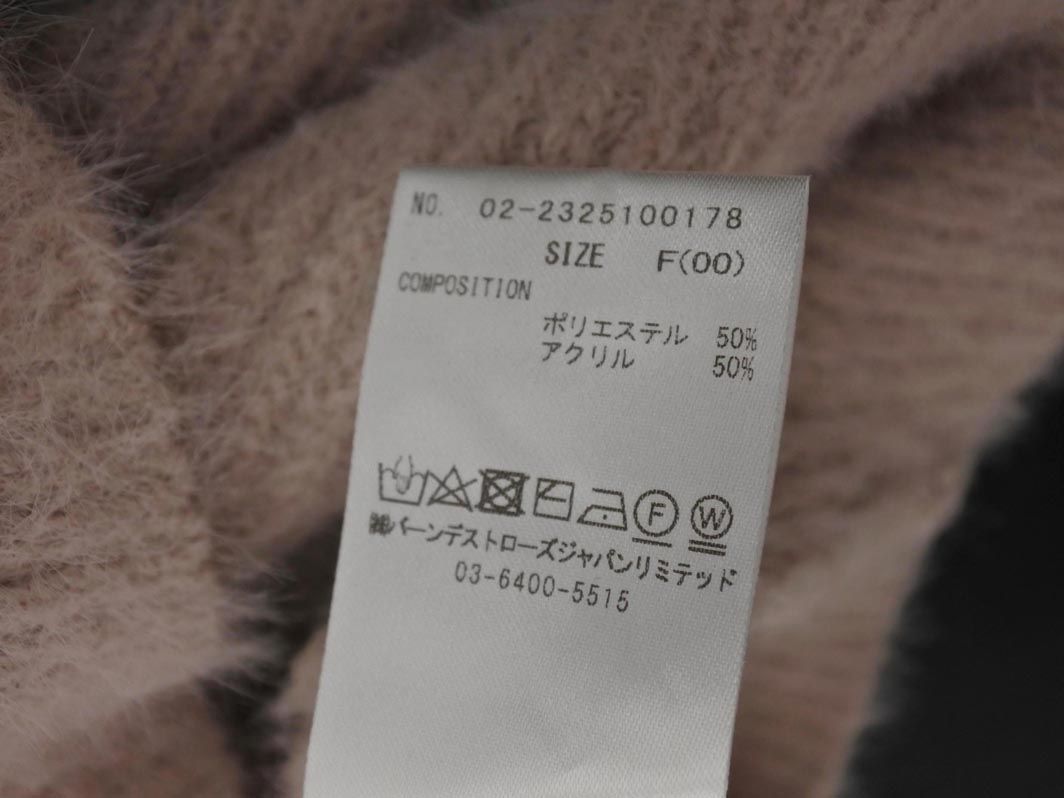 NO. 02-2325100178
SIZE F(00)
COMPOSITION
ポリエステル 50%
アクリル 50%
F W
㈱バーンデストローズジャパンリミテッド
03-6400-5515